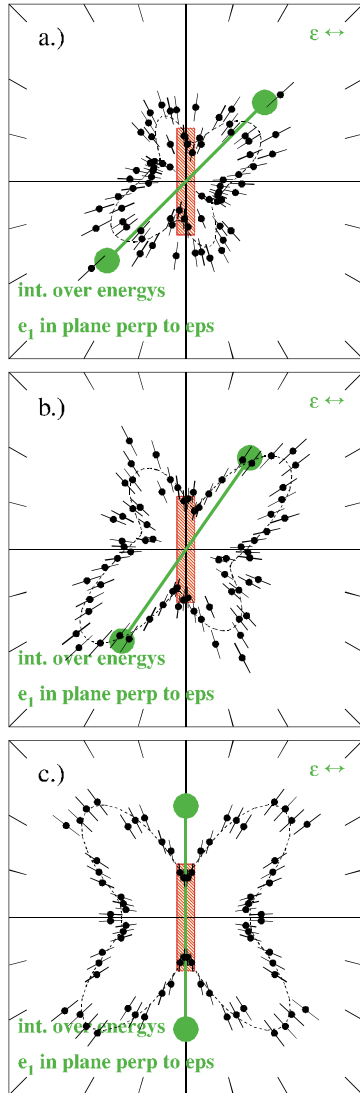 a.)
ε ↔
int. over energys
e₁ in plane perp to eps
b.)
ε ↔
int. over energys
e₁ in plane perp to eps
c.)
ε ↔
int. over energys
e₁ in plane perp to eps